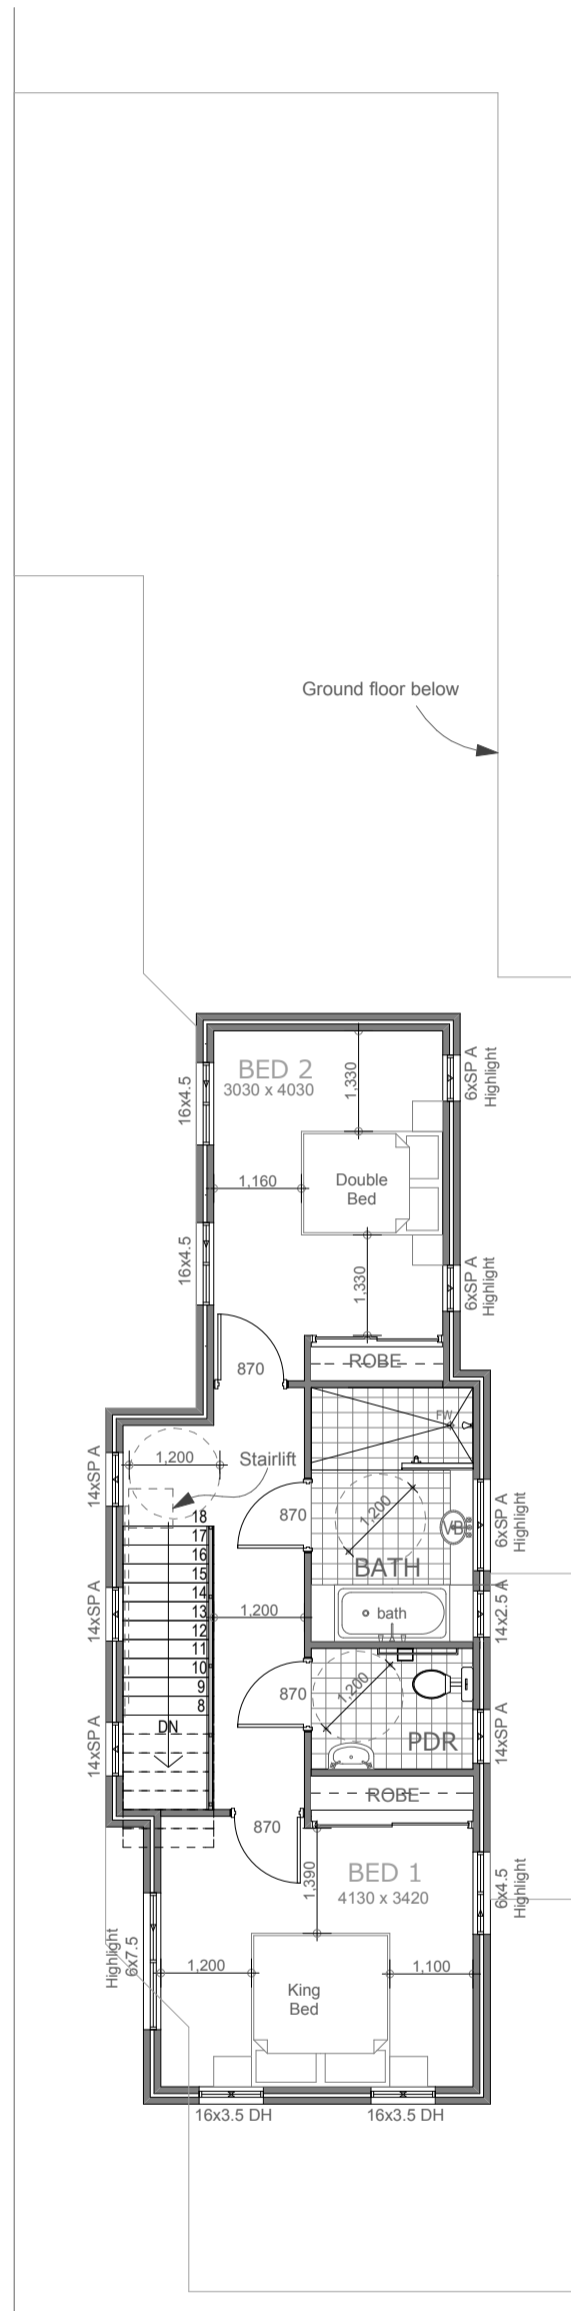 Ground floor below
BED 2
3030 x 4030
1,330
6xSP A
Highlight
16x4.5
1,160
Double
Bed
16x4.5
1,330
6xSP A
Highlight
870
ROBE
FW
14xSP A
1,200
Stairlift
870
1,200
VB
6xSP A
Highlight
BATH
18
17
16
15
14
13
12
11
10
9
8
DN
14xSP A
1,200
bath
14x2.5 A
870
1,200
PDR
14xSP A
14xSP A
ROBE
870
1,390
BED 1
4130 x 3420
6x4.5
Highlight
Highlight
6x7.5
1,200
King
Bed
1,100
16x3.5 DH
16x3.5 DH